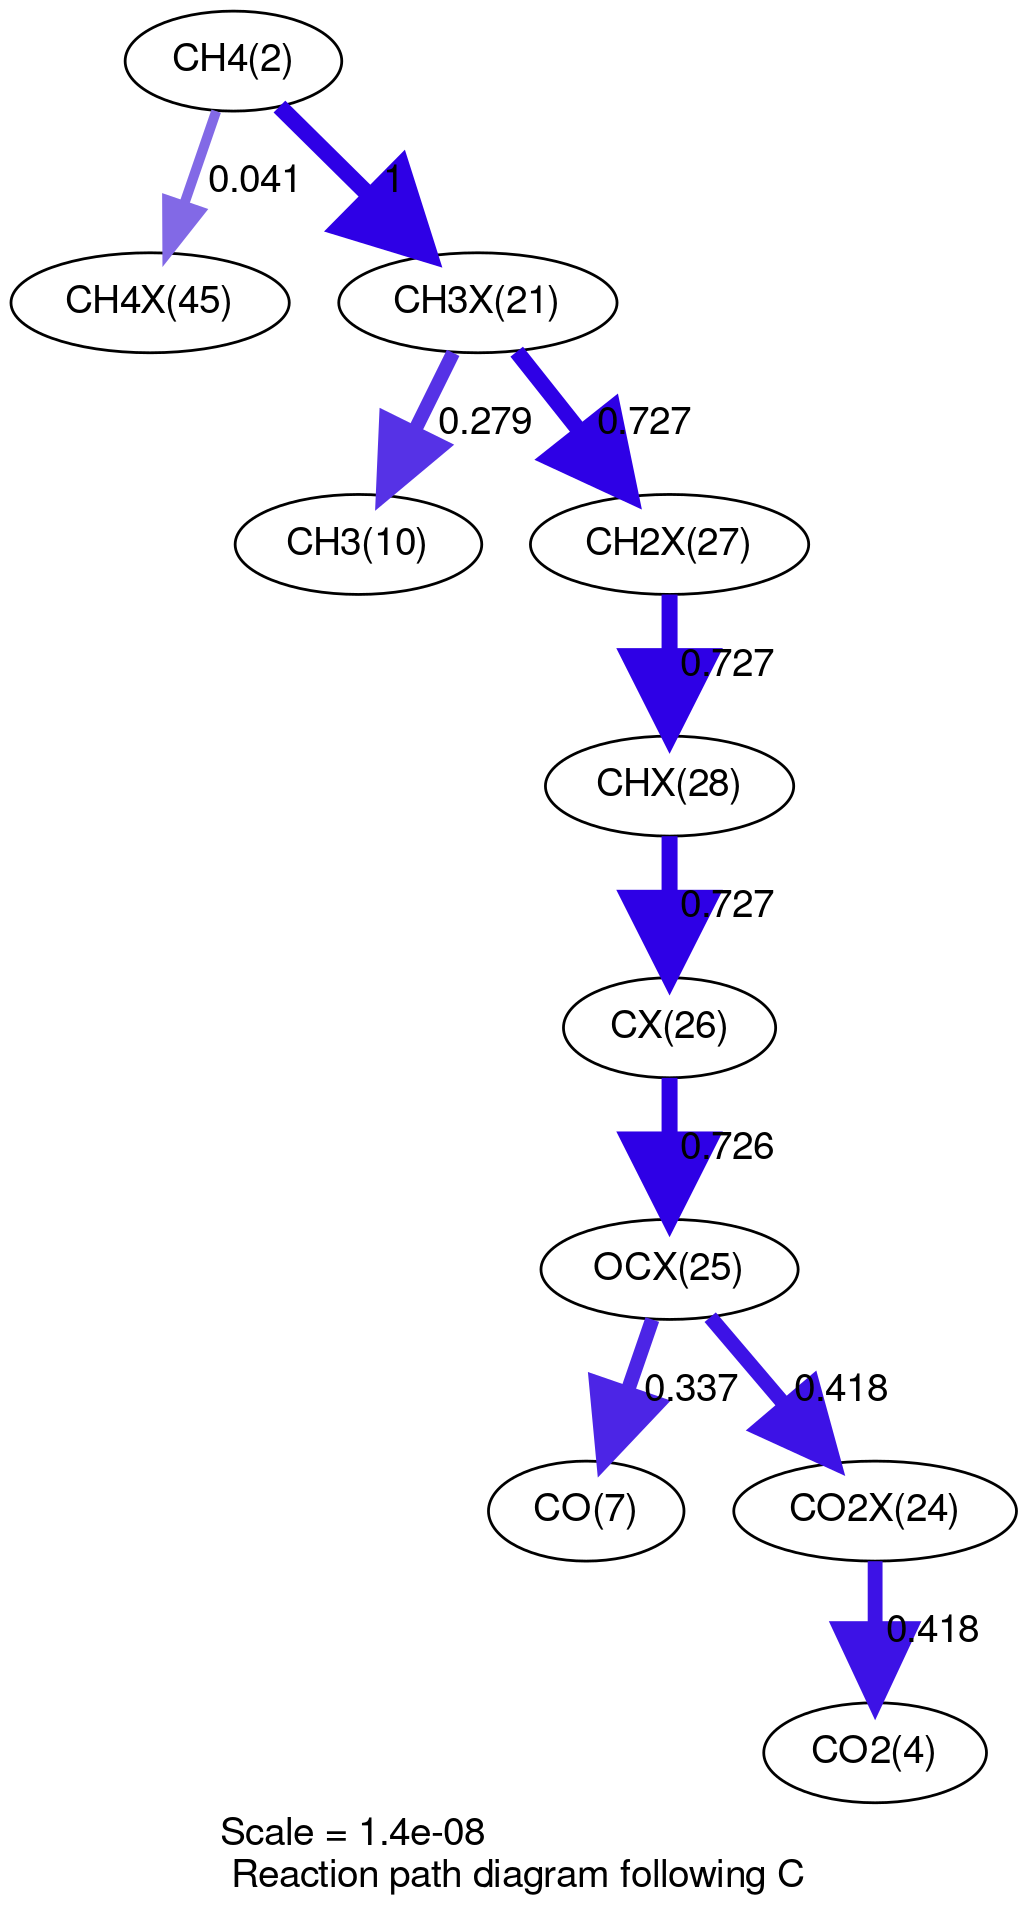 CH4(2)
0.041
1
CH4X(45)
CH3X(21)
0.279
0.727
CH3(10)
CH2X(27)
0.727
CHX(28)
0.727
CX(26)
0.726
OCX(25)
0.337
0.418
CO(7)
CO2X(24)
0.418
CO2(4)
Scale = 1.4e-08
Reaction path diagram following C